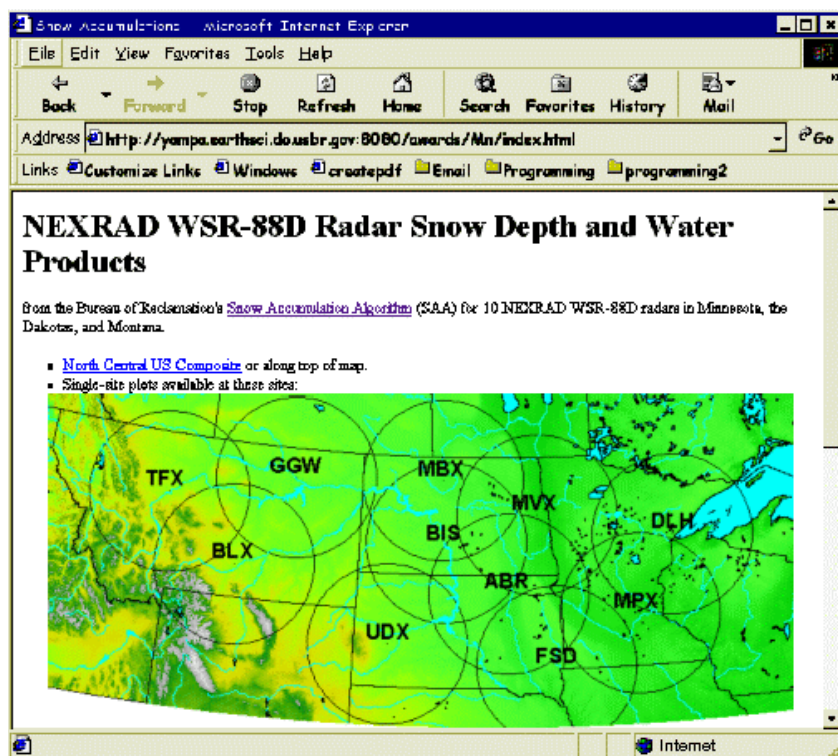 Snow Accumulations - Microsoft Internet Explorer
File Edit View Favorites Tools Help
Back Forward Stop Refresh Home Search Favorites History Mail »
Address http://yampa.earthsci.do.usbr.gov:8080/awards/Mn/index.html Go
Links Customize Links Windows createpdf Email Programming programming2
NEXRAD WSR-88D Radar Snow Depth and Water
Products
from the Bureau of Reclamation's Snow Accumulation Algorithm (SAA) for 10 NEXRAD WSR-88D radars in Minnesota, the
Dakotas, and Montana.
North Central US Composite or along top of map.
Single-site plots available at these sites:
TFX GGW MBX
MVX DLH
BLX BIS
ABR MPX
UDX FSD
Internet